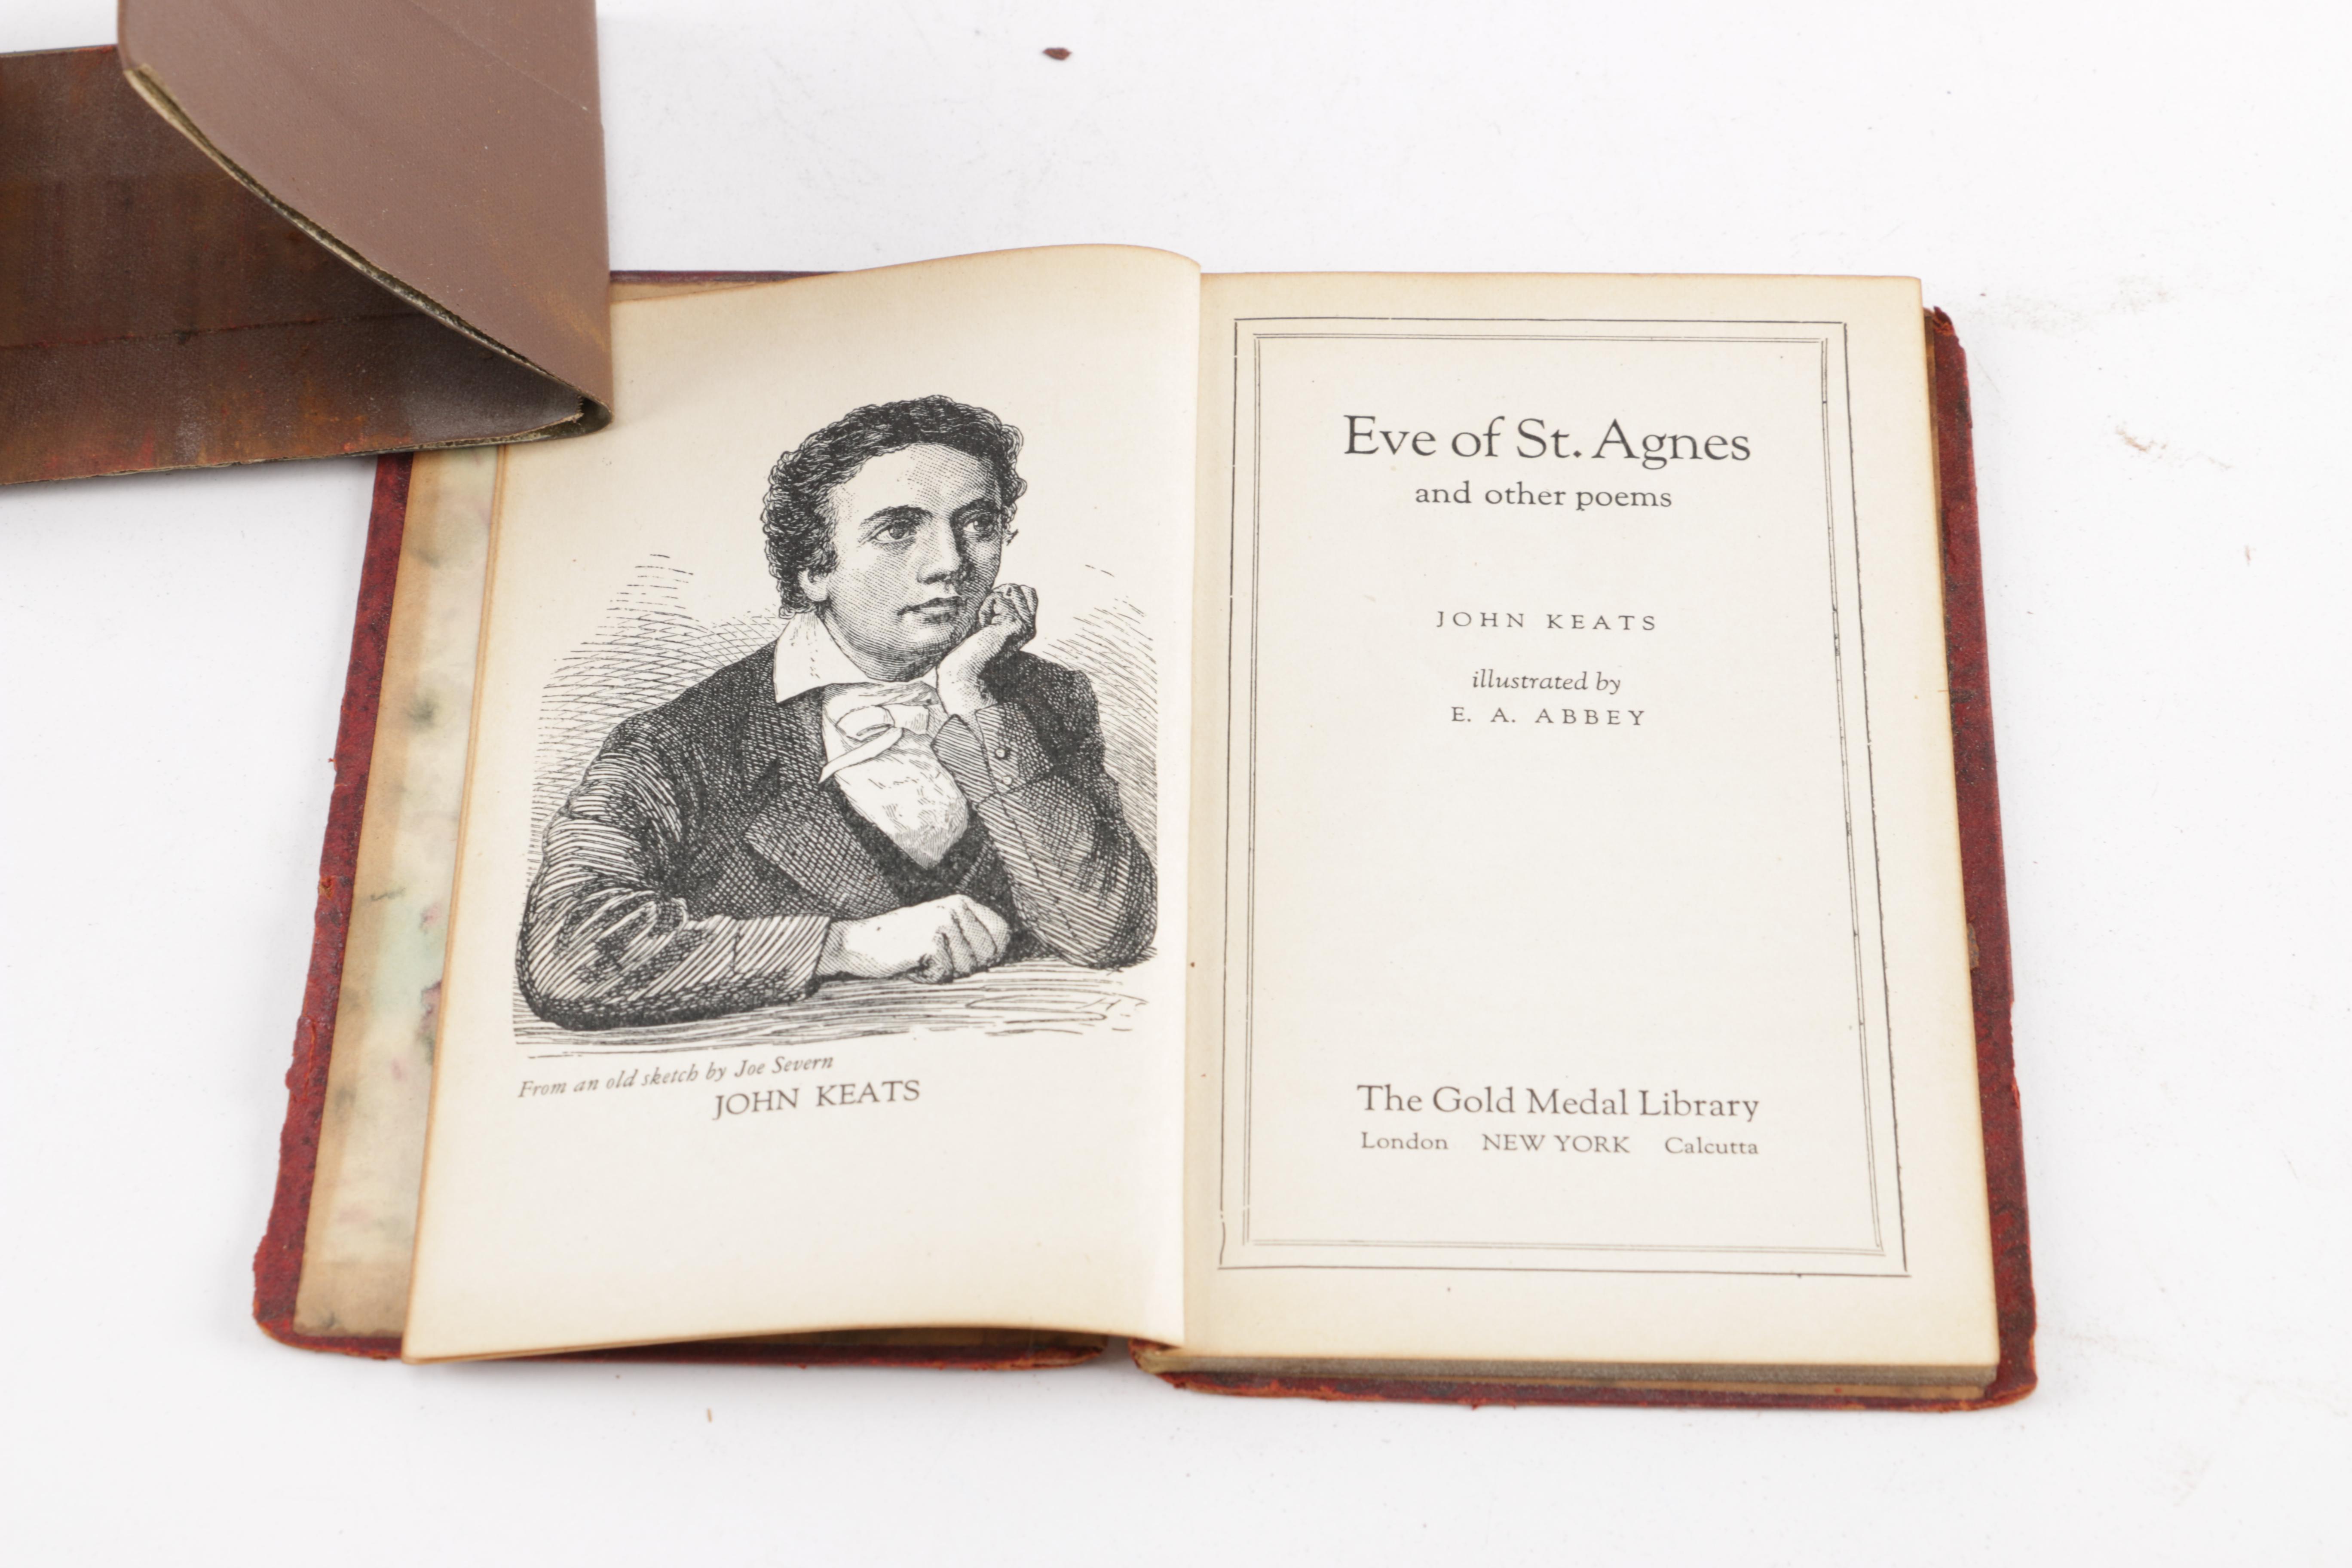 From an old sketch by Joe Severn
JOHN KEATS
Eve of St. Agnes
and other poems
JOHN KEATS
illustrated by
E. A. ABBEY
The Gold Medal Library
London NEW YORK Calcutta